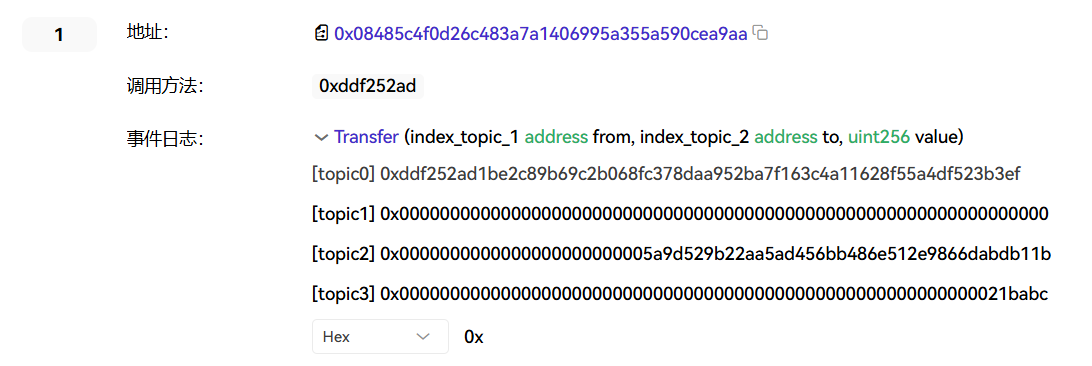 1
地址：
0x08485c4f0d26c483a7a1406995a355a590cea9aa
调用方法：
0xddf252ad
事件日志：
Transfer (index_topic_1 address from, index_topic_2 address to, uint256 value)
[topic0] 0xddf252ad1be2c89b69c2b068fc378daa952ba7f163c4a11628f55a4df523b3ef
[topic1] 0x0000000000000000000000000000000000000000000000000000000000000000
[topic2] 0x0000000000000000000000005a9d529b22aa5ad456bb486e512e9866dabdb11b
[topic3] 0x000000000000000000000000000000000000000000000000000000000021babc
Hex
0x